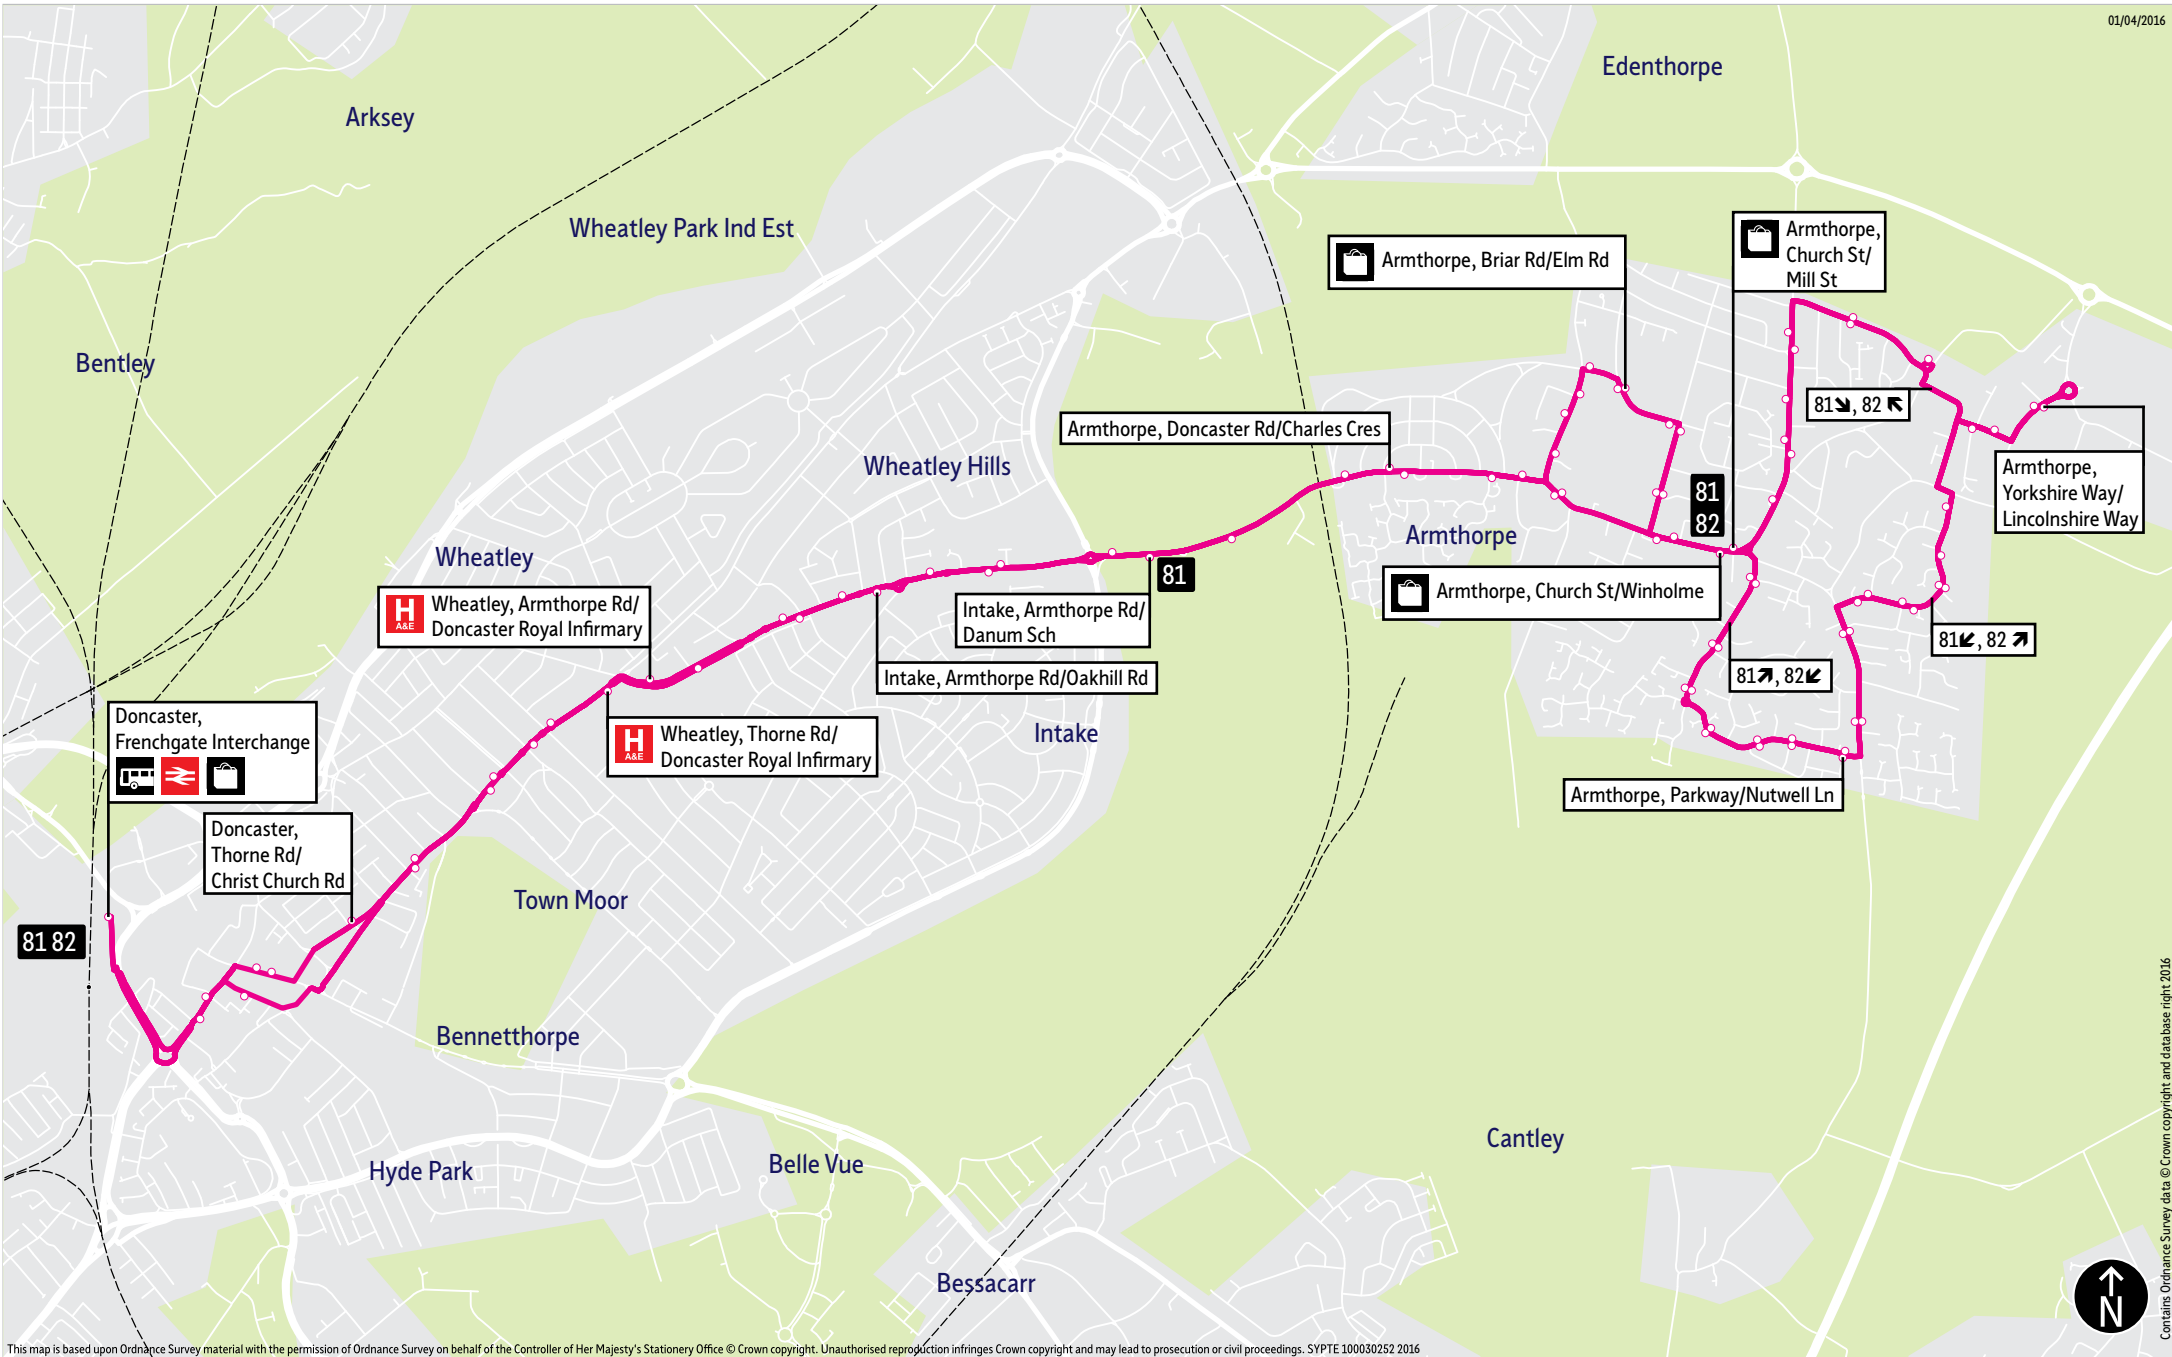 01/04/2016
Edenthorpe
Arksey
Wheatley Park Ind Est
Armthorpe,
Church St/
Mill St
Armthorpe, Briar Rd/Elm Rd
Bentley
81↘, 82 ↖
Armthorpe, Doncaster Rd/Charles Cres
Wheatley Hills
Armthorpe,
Yorkshire Way/
Lincolnshire Way
81
82
Armthorpe
Wheatley
81
Armthorpe, Church St/Winholme
H
A&E
Wheatley, Armthorpe Rd/
Doncaster Royal Infirmary
Intake, Armthorpe Rd/
Danum Sch
81↙, 82 ↗
Intake, Armthorpe Rd/Oakhill Rd
81↗, 82↙
Doncaster,
Frenchgate Interchange
H
A&E
Wheatley, Thorne Rd/
Doncaster Royal Infirmary
Intake
Armthorpe, Parkway/Nutwell Ln
Doncaster,
Thorne Rd/
Christ Church Rd
Town Moor
81 82
Bennetthorpe
Cantley
Hyde Park
Belle Vue
Bessacarr
N
Contains Ordnance Survey data © Crown copyright and database right 2016
This map is based upon Ordnance Survey material with the permission of Ordnance Survey on behalf of the Controller of Her Majesty's Stationery Office © Crown copyright. Unauthorised reproduction infringes Crown copyright and may lead to prosecution or civil proceedings. SYPTE 100030252 2016